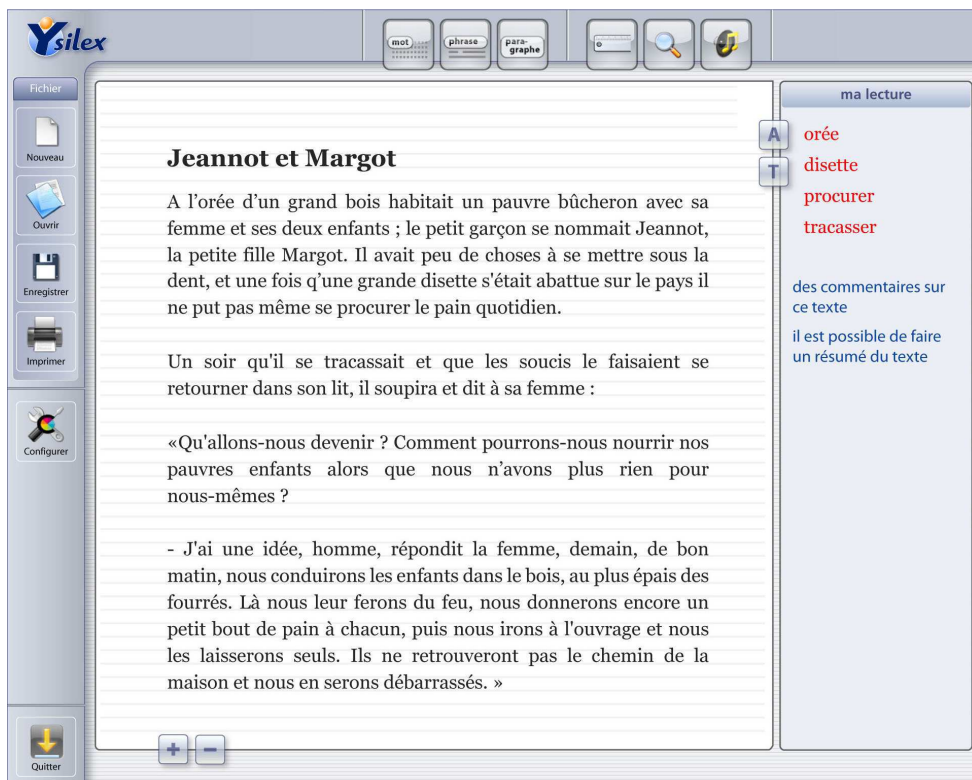 Ysilex
mot
phrase
para-
graphe
Fichier
Nouveau
Ouvrir
Enregistrer
Imprimer
Configurer
Quitter
Jeannot et Margot
A l’orée d’un grand bois habitait un pauvre bûcheron avec sa
femme et ses deux enfants ; le petit garçon se nommait Jeannot,
la petite fille Margot. Il avait peu de choses à se mettre sous la
dent, et une fois q’une grande disette s'était abattue sur le pays il
ne put pas même se procurer le pain quotidien.
Un soir qu'il se tracassait et que les soucis le faisaient se
retourner dans son lit, il soupira et dit à sa femme :
«Qu'allons-nous devenir ? Comment pourrons-nous nourrir nos
pauvres enfants alors que nous n’avons plus rien pour
nous-mêmes ?
- J'ai une idée, homme, répondit la femme, demain, de bon
matin, nous conduirons les enfants dans le bois, au plus épais des
fourrés. Là nous leur ferons du feu, nous donnerons encore un
petit bout de pain à chacun, puis nous irons à l'ouvrage et nous
les laisserons seuls. Ils ne retrouveront pas le chemin de la
maison et nous en serons débarrassés. »
+ −
A
T
ma lecture
orée
disette
procurer
tracasser
des commentaires sur
ce texte
il est possible de faire
un résumé du texte